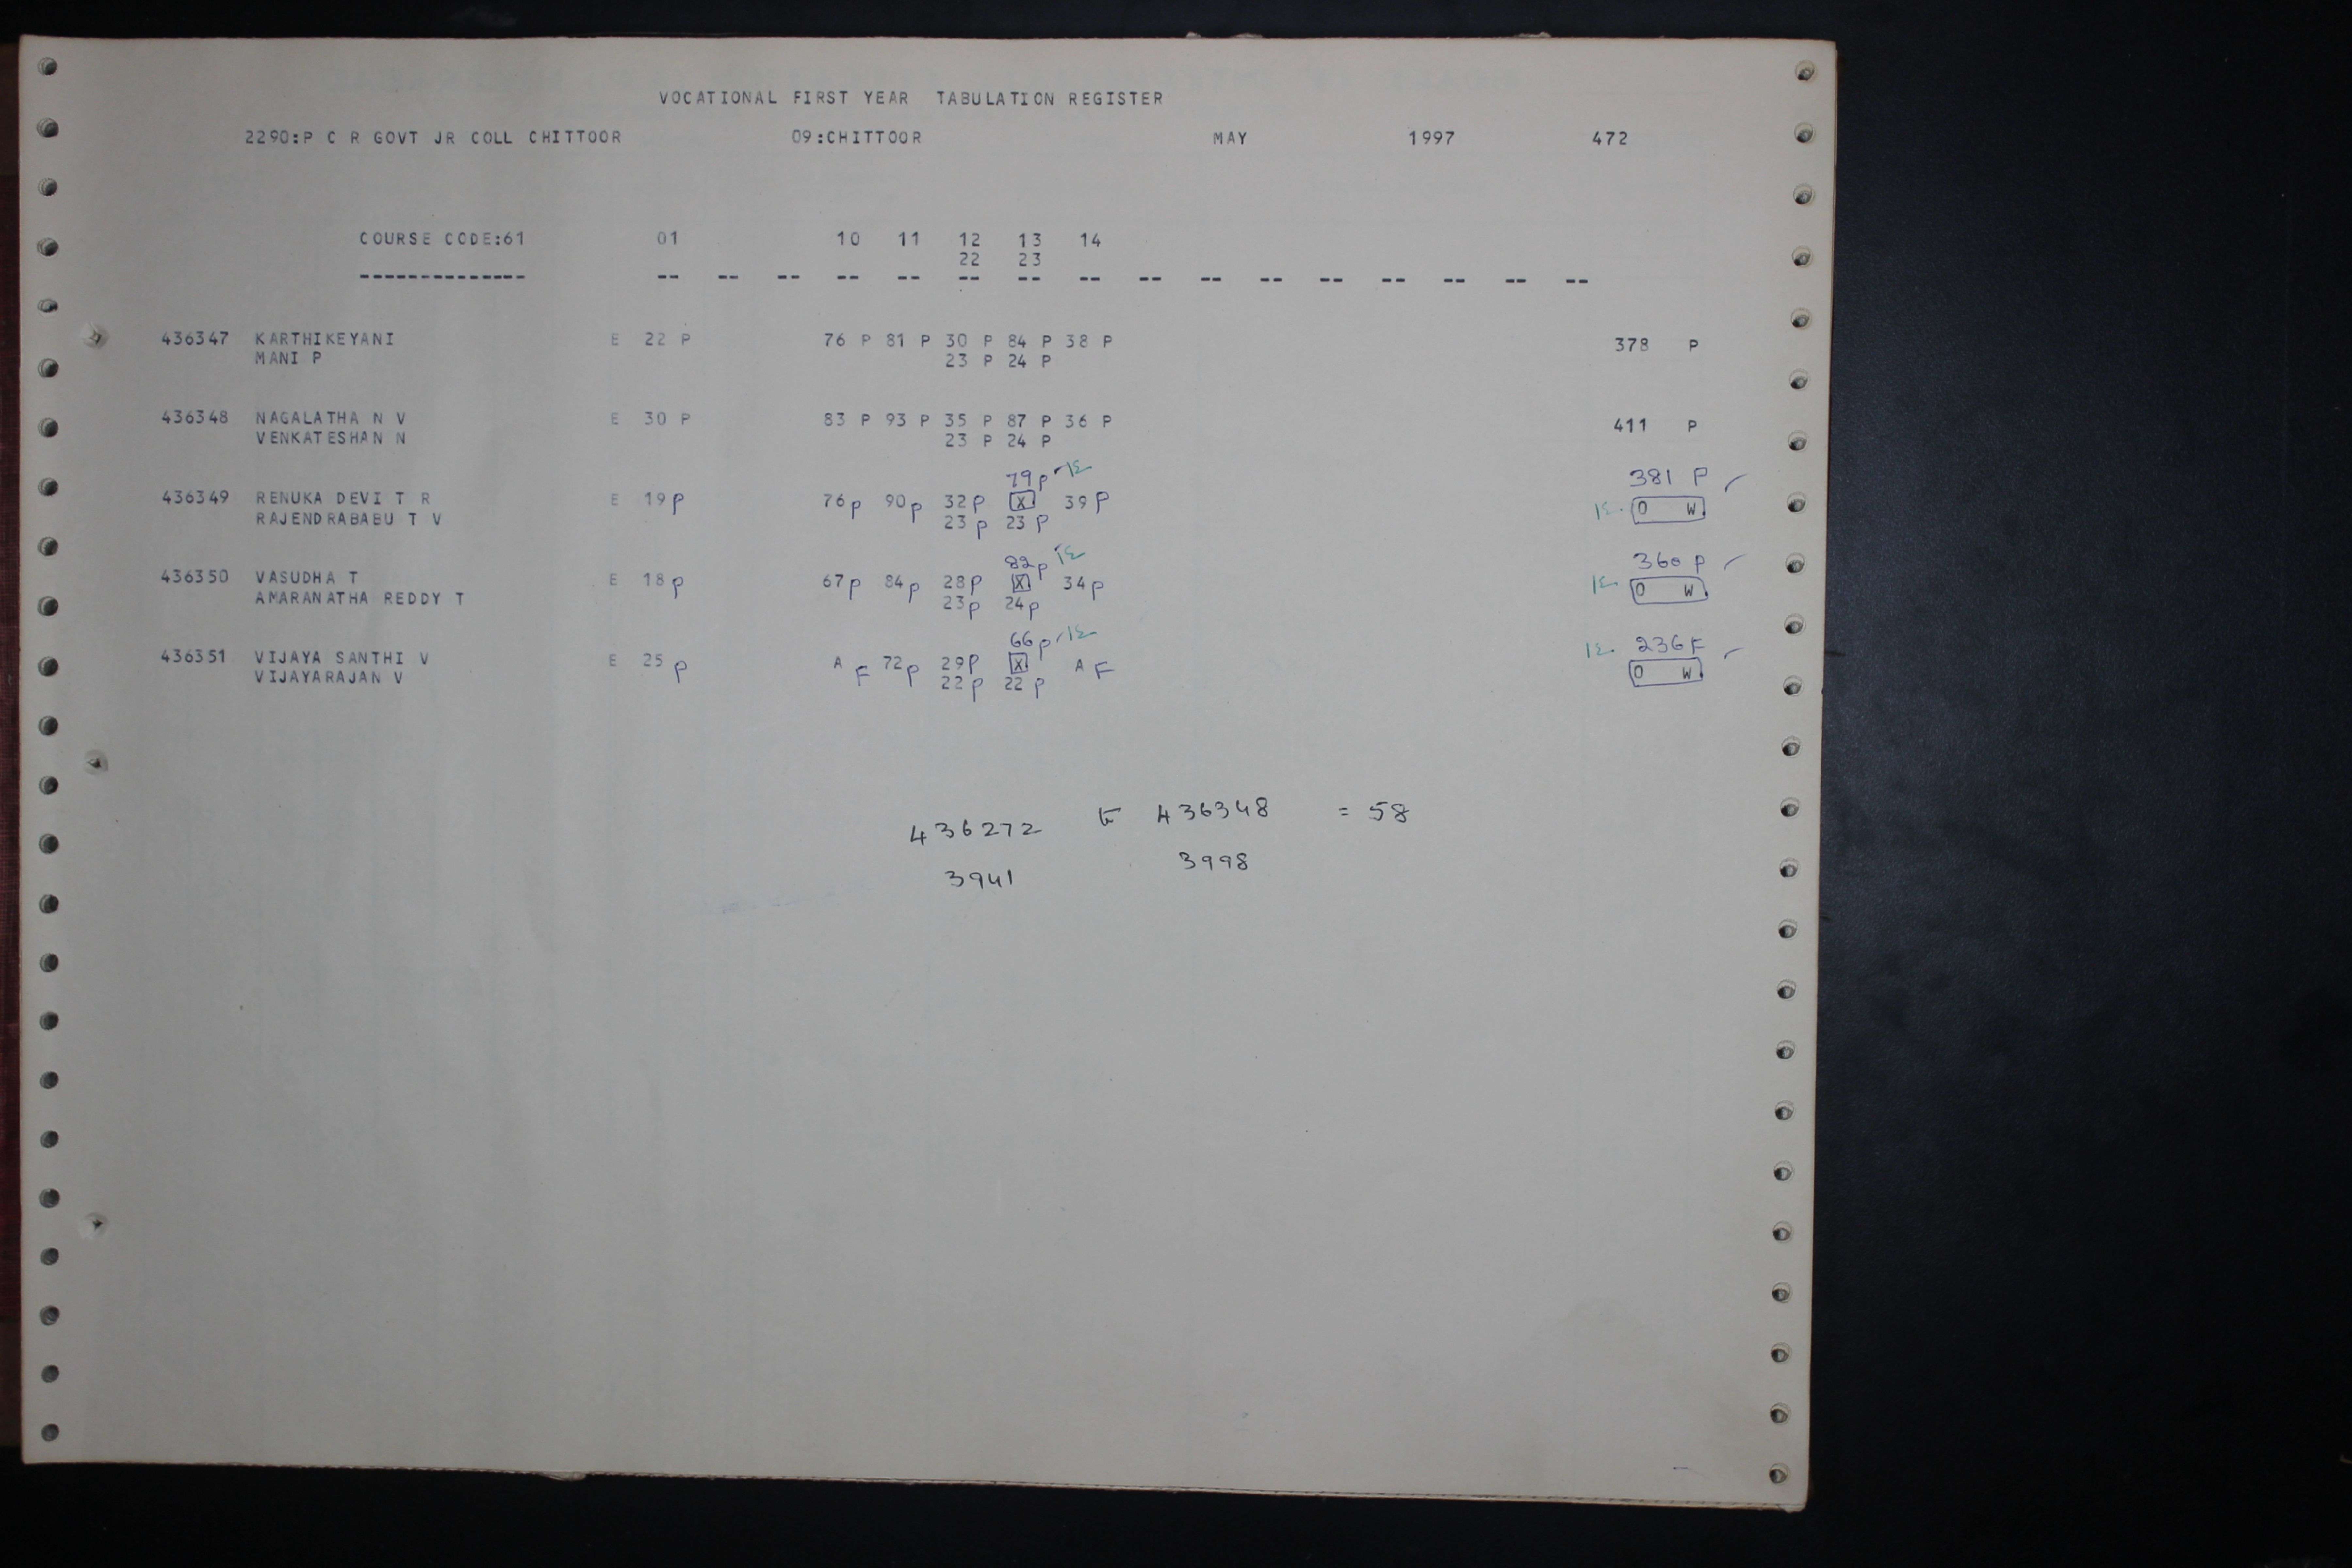 VOCATIONAL FIRST YEAR TABULATION REGISTER
2290:P C R GOVT JR COLL CHITTOOR 09:CHITTOOR MAY 1997 472
COURSE CODE:61 01 10 11 12 13 14
22 23
-------------- -- -- -- -- -- -- -- -- -- -- -- -- -- -- -- --
436347 KARTHIKEYANI E 22 P 76 P 81 P 30 P 84 P 38 P 378 P
MANI P 23 P 24 P
436348 NAGALATHA N V E 30 P 83 P 93 P 35 P 87 P 36 P 411 P
VENKATESHAN N 23 P 24 P
79 P 381 P
436349 RENUKA DEVI T R E 19 P 76 P 90 P 32 P X 39 P 0 W
RAJENDRABABU T V 23 P 23 P
82 P 360 P
436350 VASUDHA T E 18 P 67 P 84 P 28 P X 34 P 0 W
AMARANATHA REDDY T 23 P 24 P
66 P 236 F
436351 VIJAYA SANTHI V E 25 P A F 72 P 29 P X A F 0 W
VIJAYARAJAN V 22 P 22 P
436272 436348 = 58
3941 3998